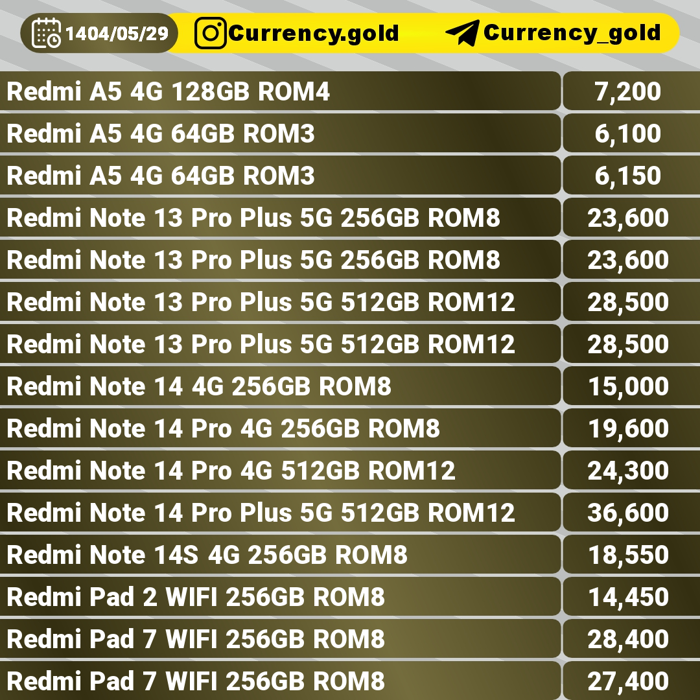 1404/05/29 Currency.gold Currency_gold
Redmi A5 4G 128GB ROM4 7,200
Redmi A5 4G 64GB ROM3 6,100
Redmi A5 4G 64GB ROM3 6,150
Redmi Note 13 Pro Plus 5G 256GB ROM8 23,600
Redmi Note 13 Pro Plus 5G 256GB ROM8 23,600
Redmi Note 13 Pro Plus 5G 512GB ROM12 28,500
Redmi Note 13 Pro Plus 5G 512GB ROM12 28,500
Redmi Note 14 4G 256GB ROM8 15,000
Redmi Note 14 Pro 4G 256GB ROM8 19,600
Redmi Note 14 Pro 4G 512GB ROM12 24,300
Redmi Note 14 Pro Plus 5G 512GB ROM12 36,600
Redmi Note 14S 4G 256GB ROM8 18,550
Redmi Pad 2 WIFI 256GB ROM8 14,450
Redmi Pad 7 WIFI 256GB ROM8 28,400
Redmi Pad 7 WIFI 256GB ROM8 27,400